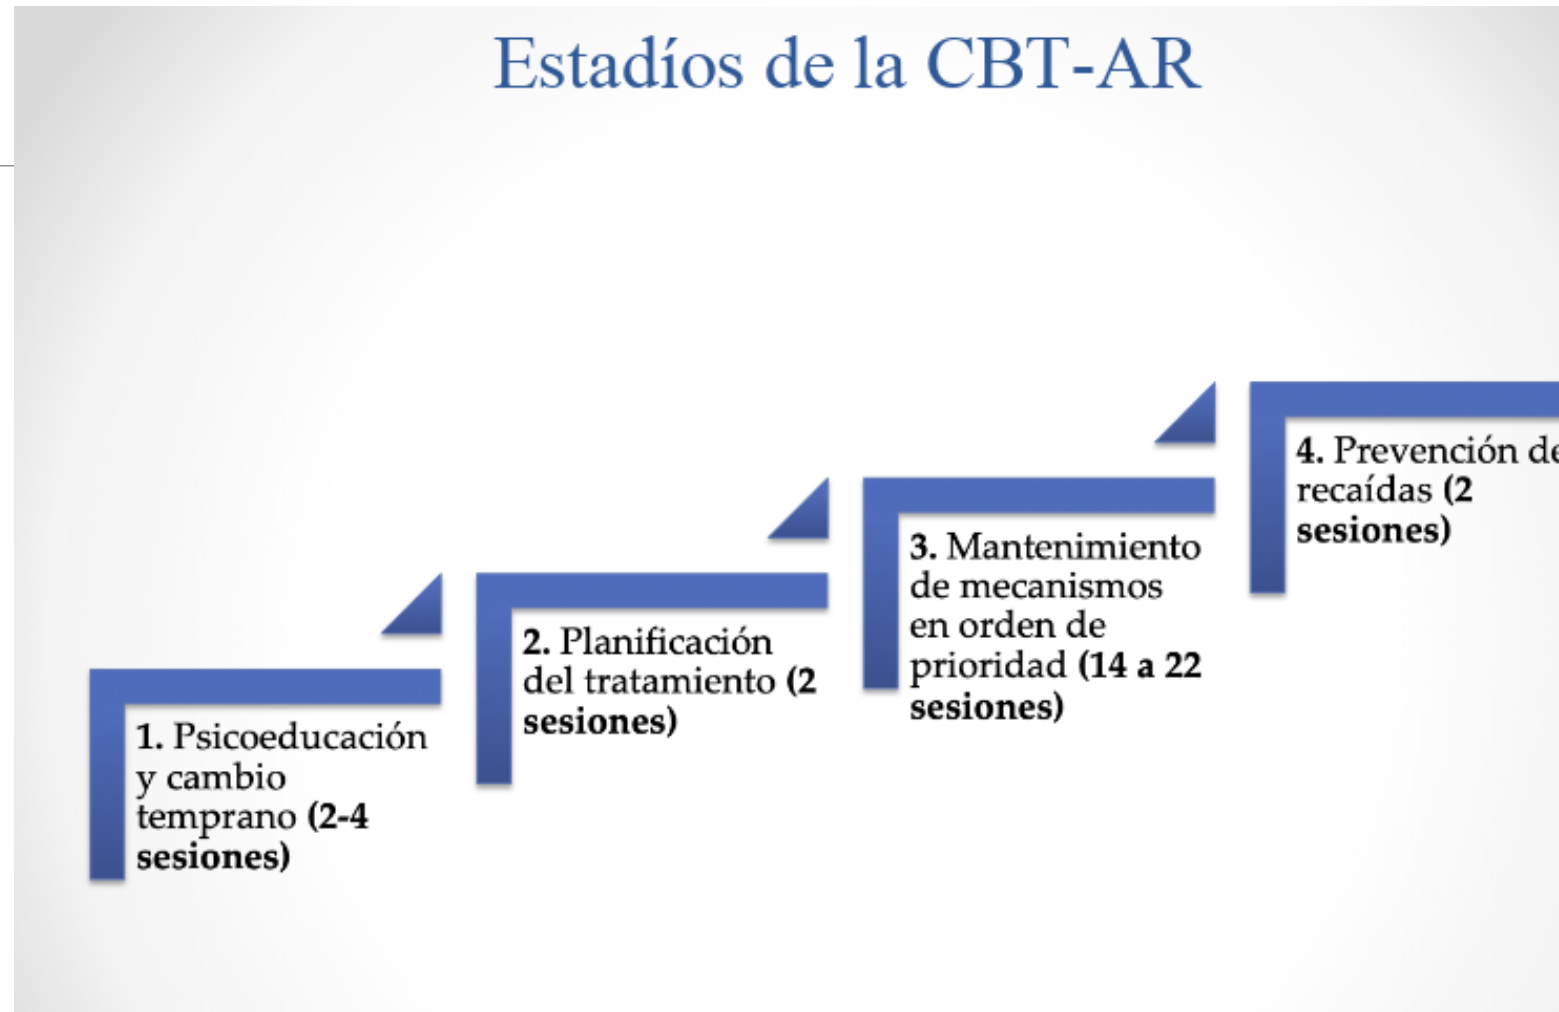 Estadíos de la CBT-AR
1. Psicoeducación
y cambio
temprano (2-4
sesiones)
2. Planificación
del tratamiento (2
sesiones)
3. Mantenimiento
de mecanismos
en orden de
prioridad (14 a 22
sesiones)
4. Prevención de
recaídas (2
sesiones)